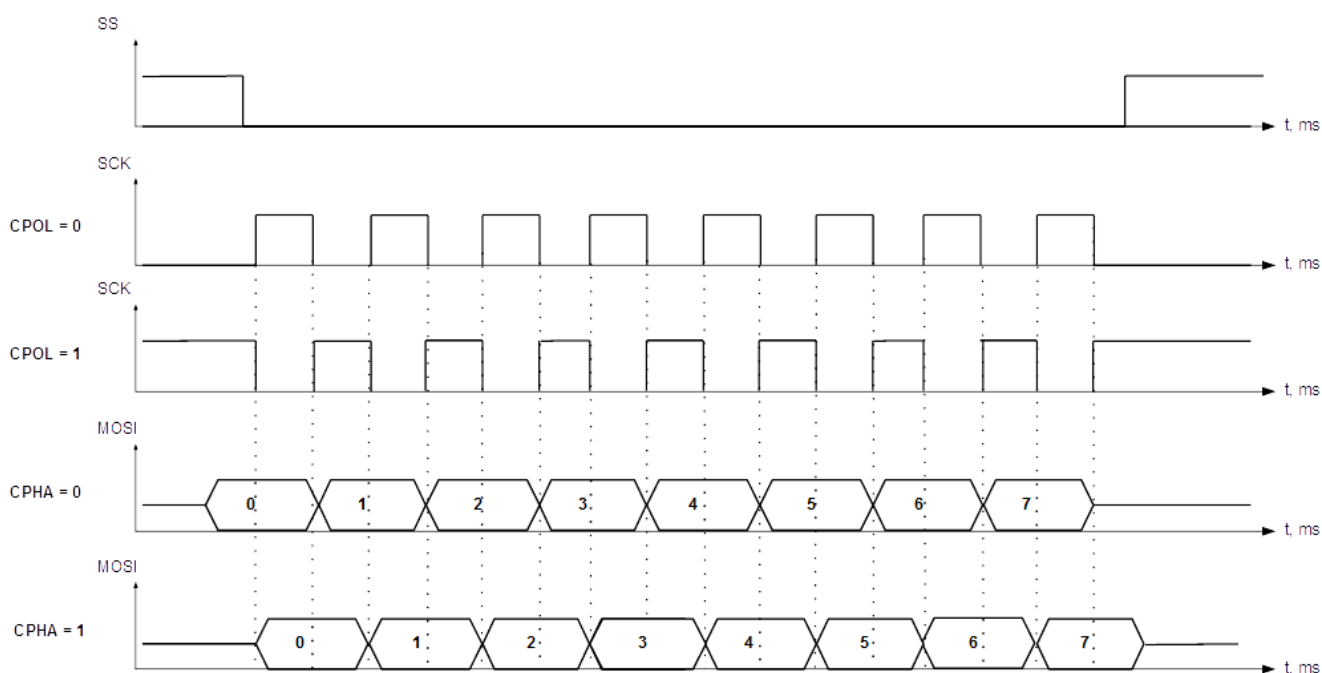 SS
t, ms
SCK
CPOL = 0
t, ms
SCK
CPOL = 1
t, ms
MOSI
CPHA = 0
0 1 2 3 4 5 6 7
t, ms
MOSI
CPHA = 1
0 1 2 3 4 5 6 7
t, ms